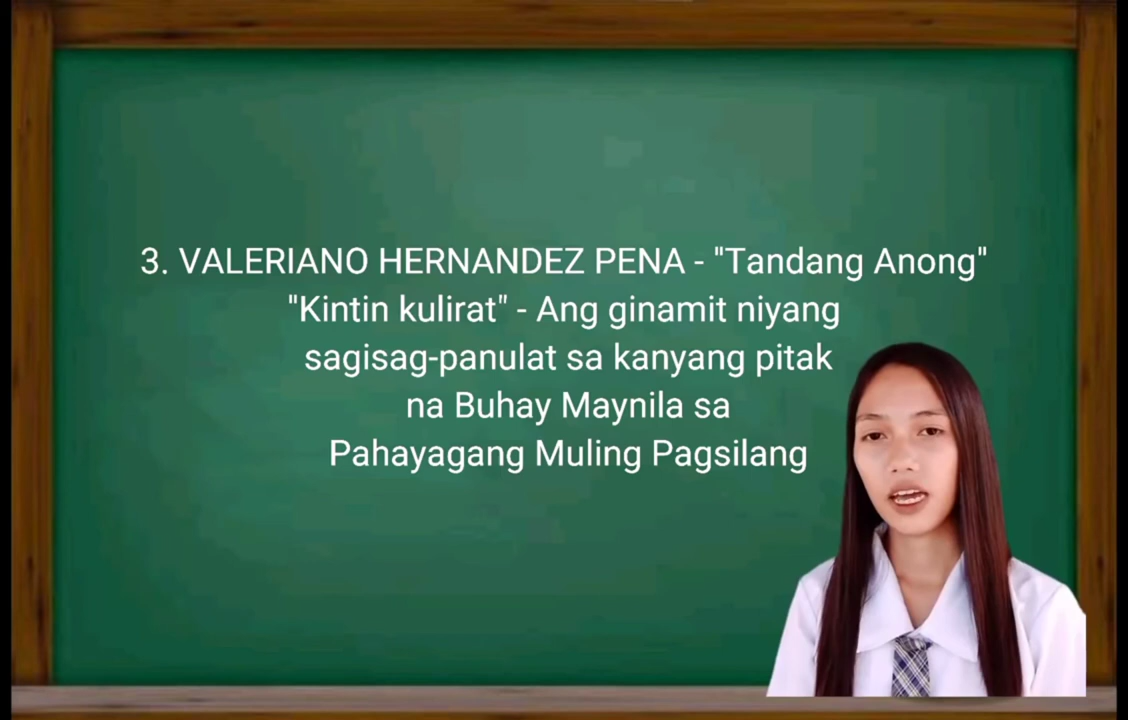 3. VALERIANO HERNANDEZ PENA - "Tandang Anong"
"Kintin kulirat" - Ang ginamit niyang
sagisag-panulat sa kanyang pitak
na Buhay Maynila sa
Pahayagang Muling Pagsilang